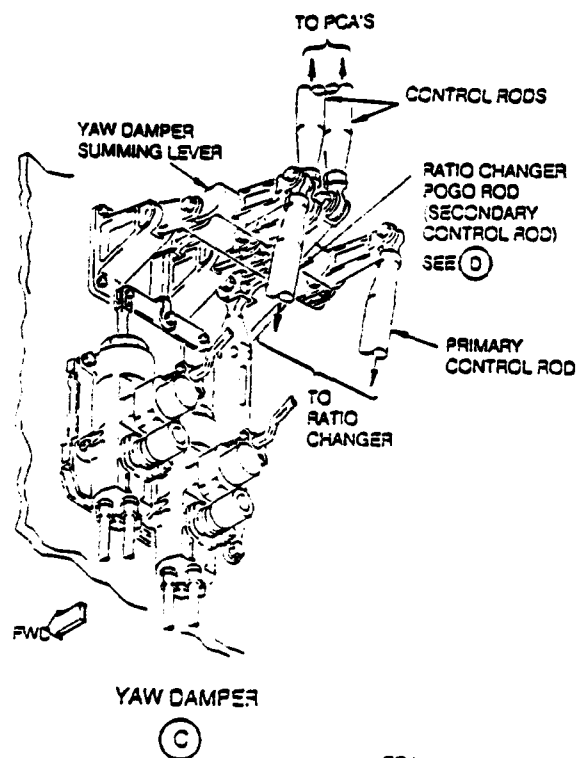 TO PCA'S
CONTROL RODS
YAW DAMPER
SUMMING LEVER
RATIO CHANGER
POGO ROD
(SECONDARY
CONTROL ROD)
SEE D
PRIMARY
CONTROL ROD
TO
RATIO
CHANGER
FWD
YAW DAMPER
C